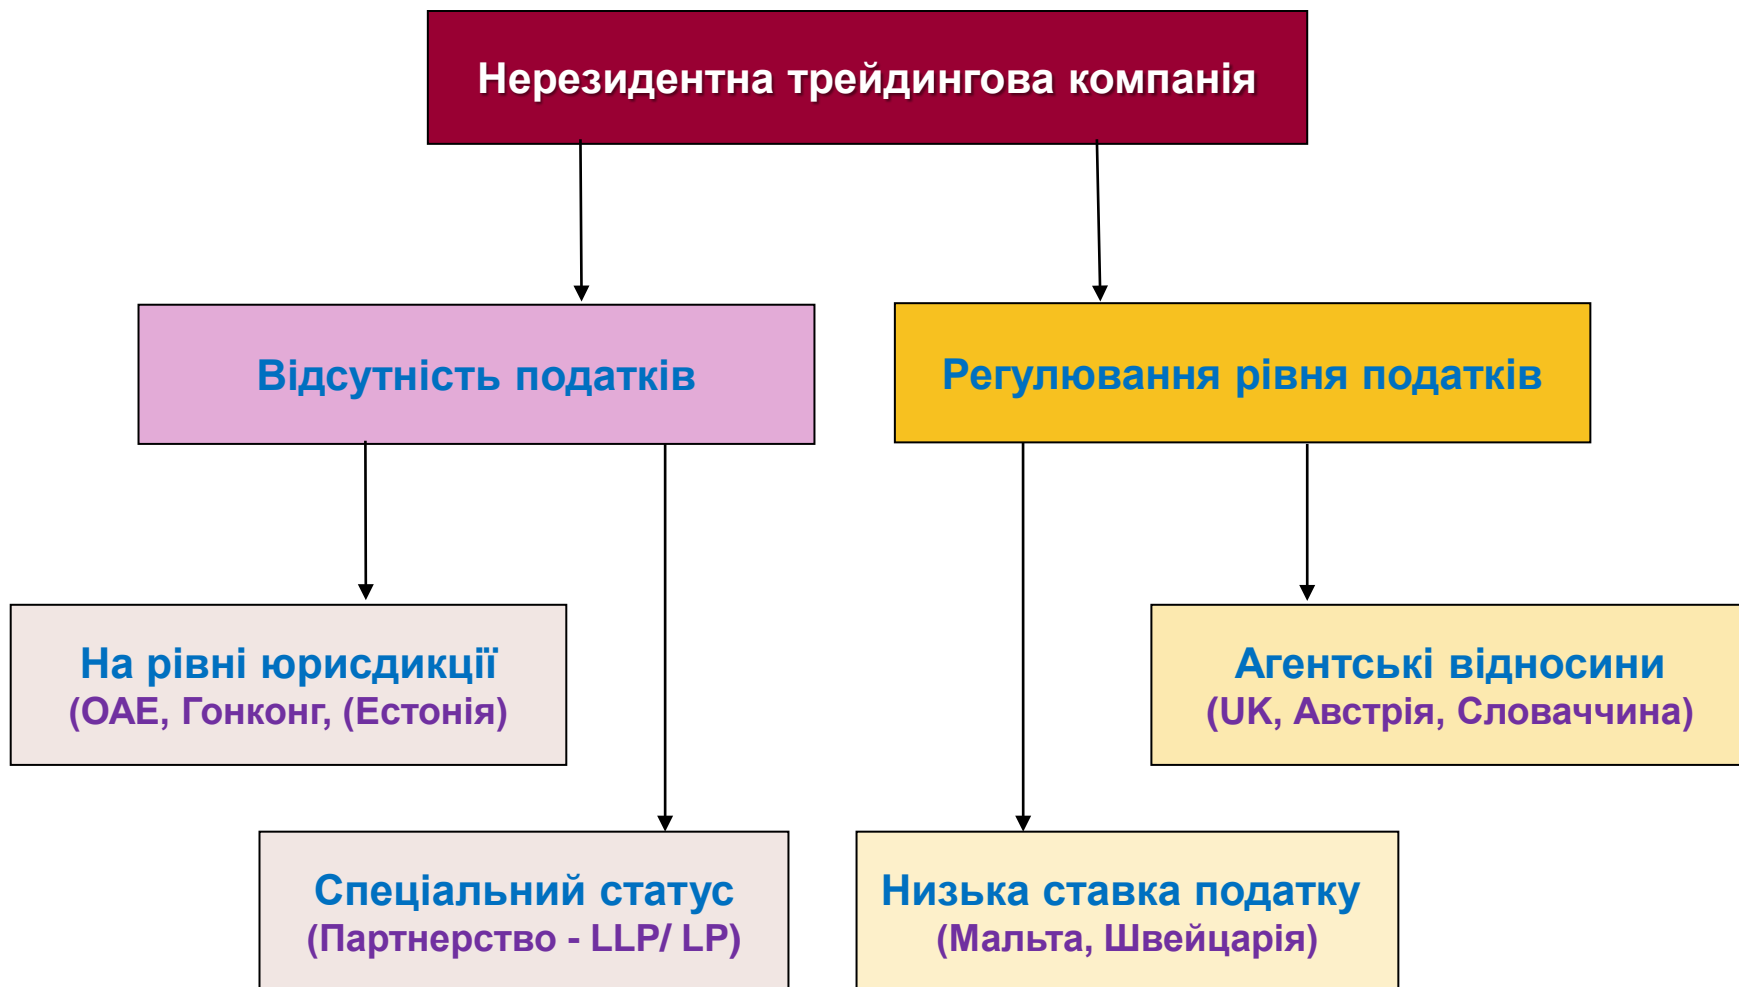 Нерезидентна трейдингова компанія
Відсутність податків
Регулювання рівня податків
На рівні юрисдикції
(ОАЕ, Гонконг, (Естонія)
Агентські відносини
(UK, Австрія, Словаччина)
Спеціальний статус
(Партнерство - LLP/ LP)
Низька ставка податку
(Мальта, Швейцарія)